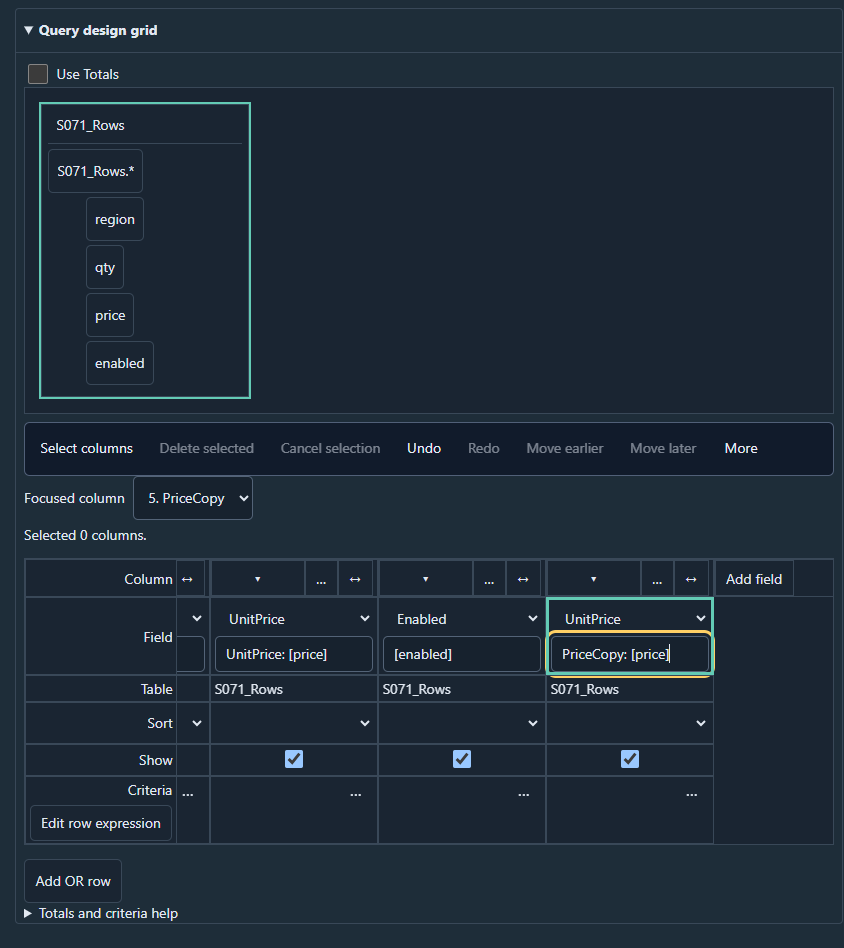 ▼ Query design grid
Use Totals
S071_Rows
S071_Rows.*
region
qty
price
enabled
Select columns Delete selected Cancel selection Undo Redo Move earlier Move later More
Focused column 5. PriceCopy
Selected 0 columns.
Column ↔ ▼ ... ↔ ▼ ... ↔ ▼ ... ↔ Add field
UnitPrice Enabled UnitPrice
Field
UnitPrice: [price] [enabled] PriceCopy: [price]
Table S071_Rows S071_Rows S071_Rows
Sort
Show
Criteria ... ... ... ...
Edit row expression
Add OR row
▶ Totals and criteria help